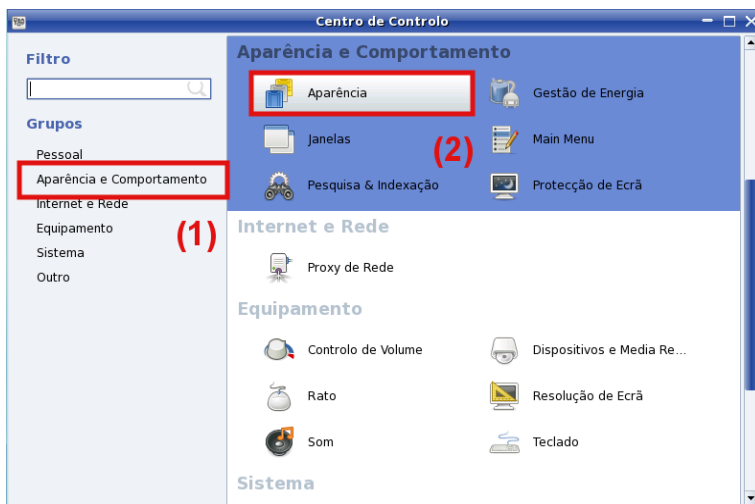 Centro de Controlo
Filtro
Grupos
Pessoal
Aparência e Comportamento
Internet e Rede
Equipamento
Sistema
Outro
(1)
Aparência e Comportamento
Aparência
Gestão de Energia
Janelas
(2)
Main Menu
Pesquisa & Indexação
Protecção de Ecrã
Internet e Rede
Proxy de Rede
Equipamento
Controlo de Volume
Dispositivos e Media Re...
Rato
Resolução de Ecrã
Som
Teclado
Sistema